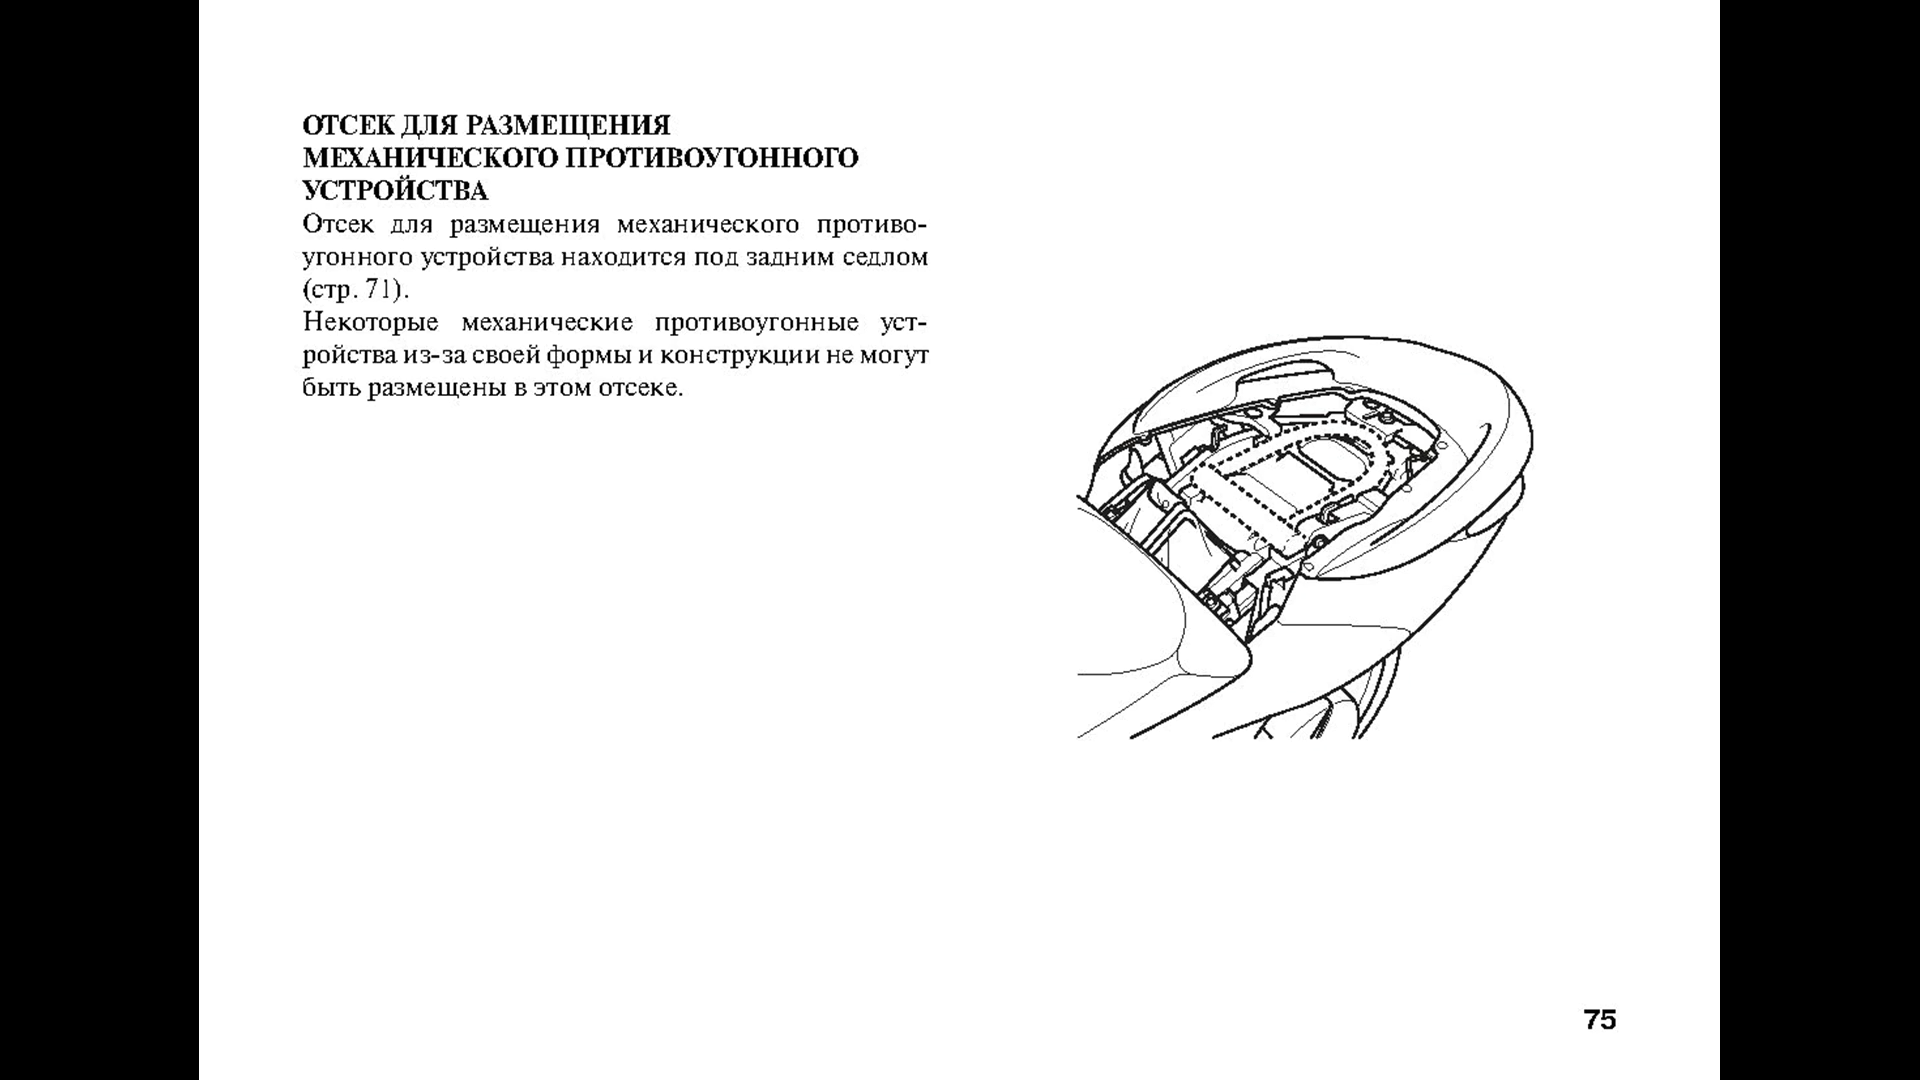 ОТСЕК ДЛЯ РАЗМЕЩЕНИЯ
МЕХАНИЧЕСКОГО ПРОТИВОУГОННОГО
УСТРОЙСТВА
Отсек для размещения механического противо-
угонного устройства находится под задним седлом
(стр. 71).
Некоторые механические противоугонные уст-
ройства из-за своей формы и конструкции не могут
быть размещены в этом отсеке.
75